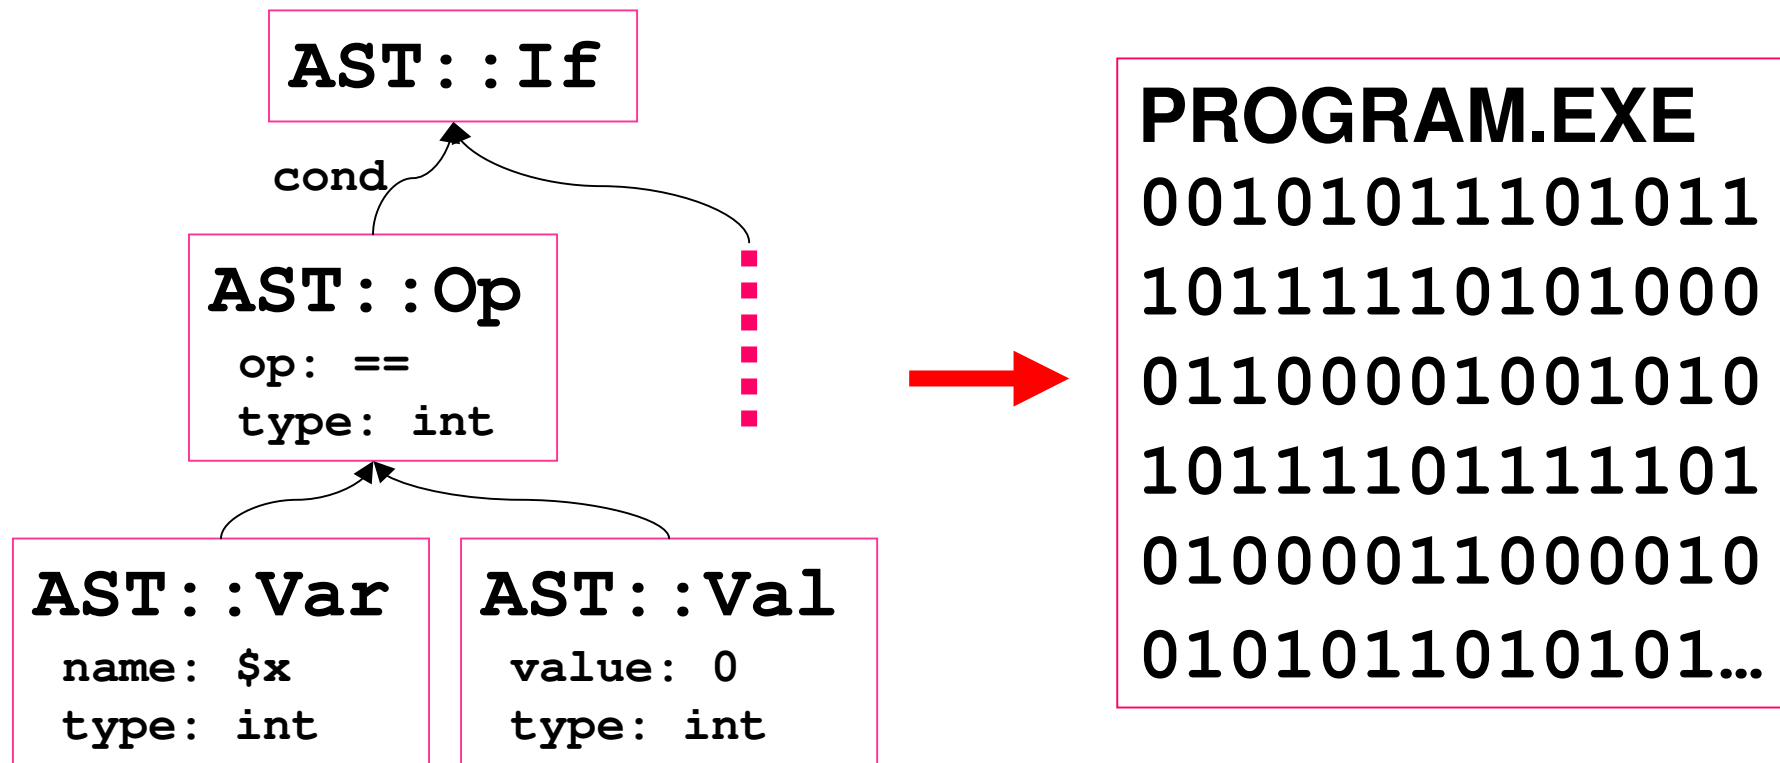 AST::If
cond
AST::Op
op: ==
type: int
AST::Var
name: $x
type: int
AST::Val
value: 0
type: int
PROGRAM.EXE
00101011101011
10111110101000
01100001001010
10111101111101
01000011000010
0101011010101…